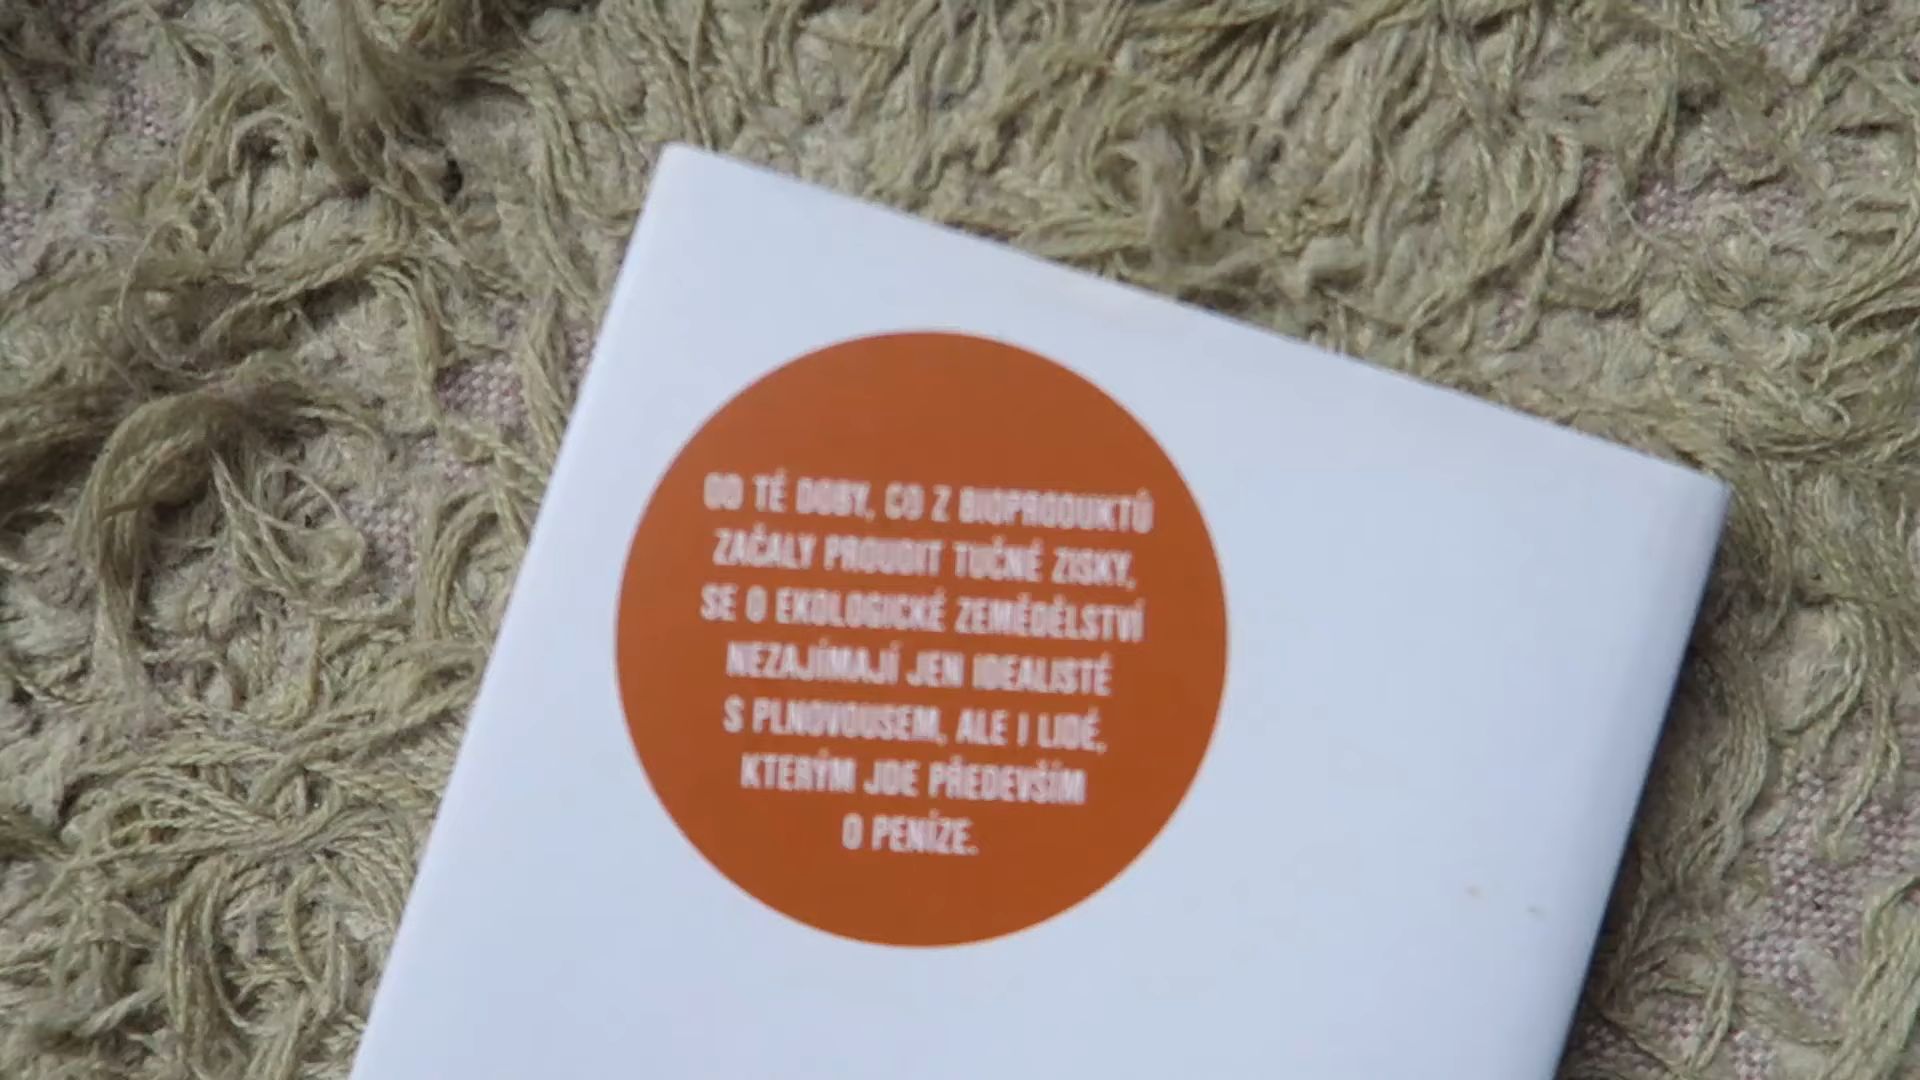 OD TÉ DOBY, CO Z BIOPRODUKTŮ
ZAČALY PROUDIT TUČNÉ ZISKY,
SE O EKOLOGICKÉ ZEMĚDĚLSTVÍ
NEZAJÍMAJÍ JEN IDEALISTÉ
S PLNOVOUSEM, ALE I LIDÉ,
KTERÝM JDE PŘEDEVŠÍM
O PENÍZE.